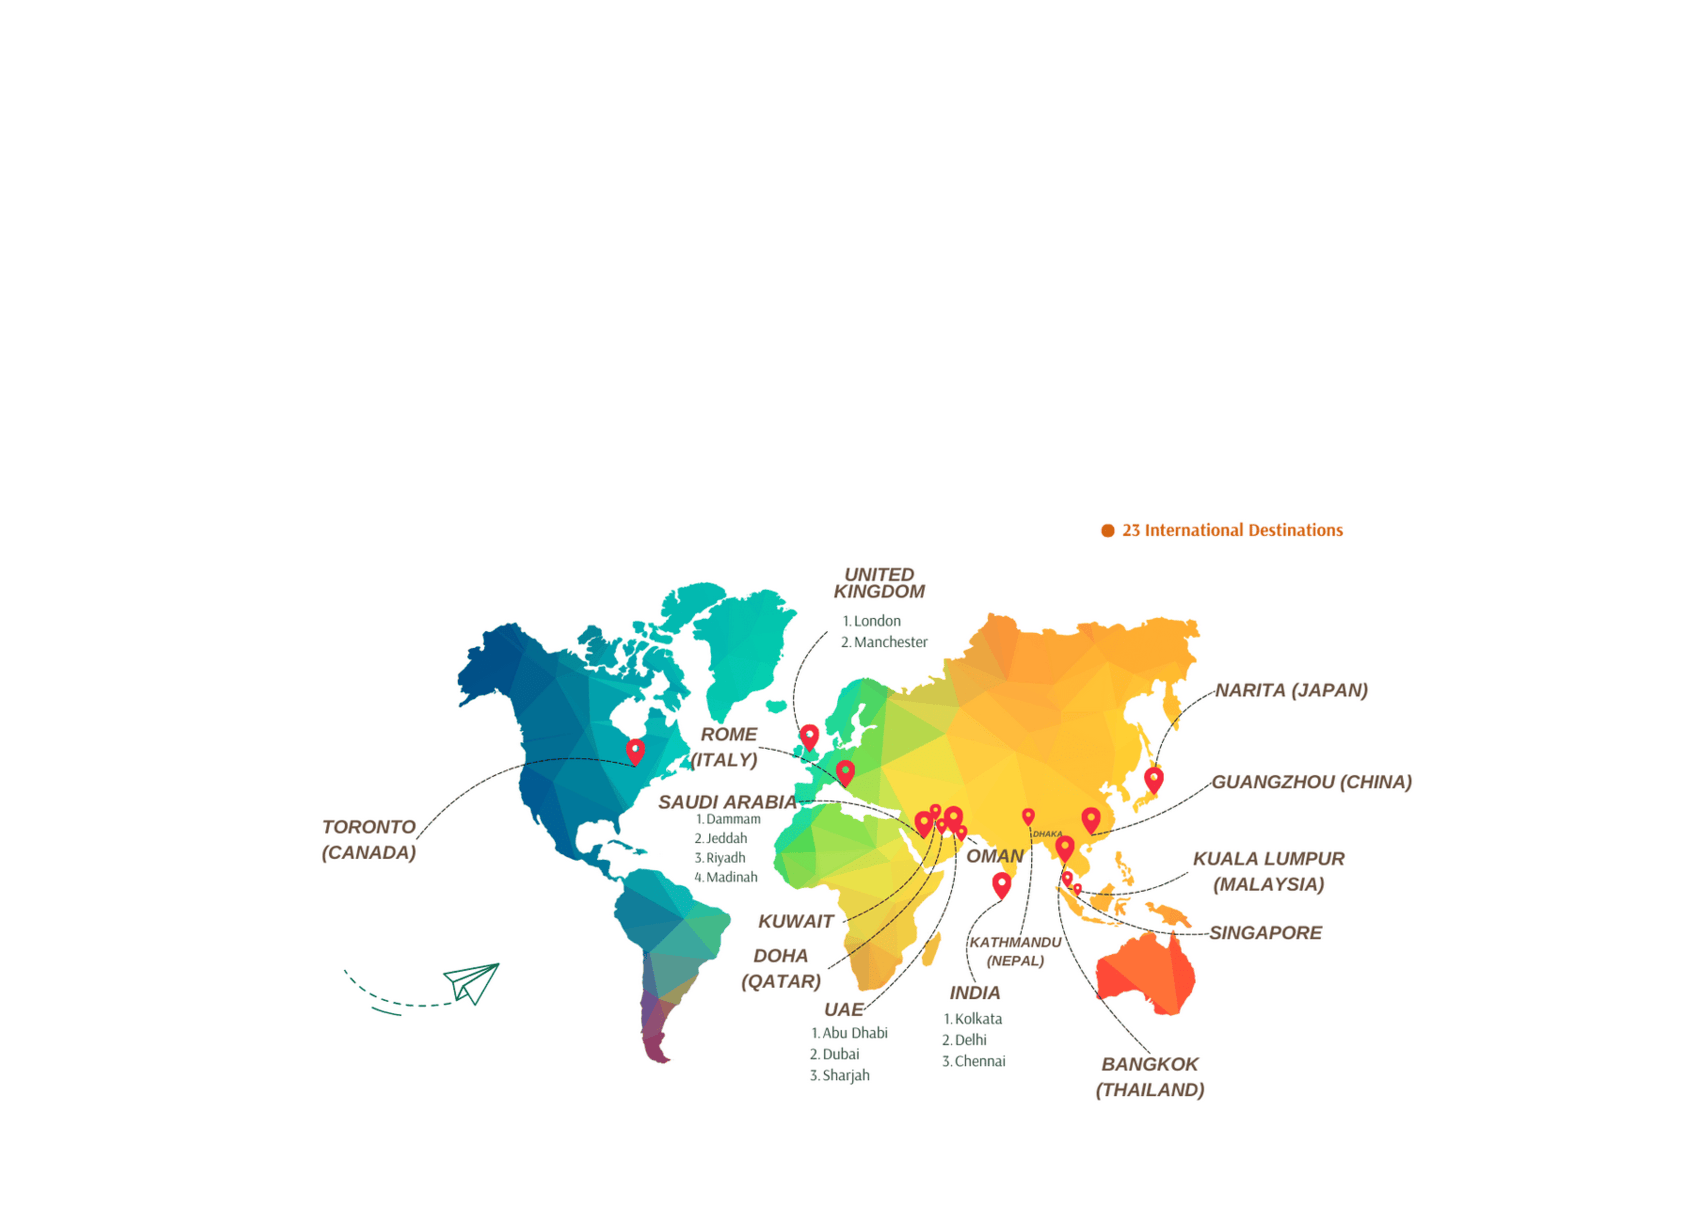 23 International Destinations
UNITED
KINGDOM
1. London
2. Manchester
NARITA (JAPAN)
ROME
(ITALY)
GUANGZHOU (CHINA)
SAUDI ARABIA
1. Dammam
2. Jeddah
3. Riyadh
4. Madinah
TORONTO
(CANADA)
DHAKA
OMAN
KUALA LUMPUR
(MALAYSIA)
KUWAIT
SINGAPORE
KATHMANDU
(NEPAL)
DOHA
(QATAR)
INDIA
1. Kolkata
2. Delhi
3. Chennai
UAE
1. Abu Dhabi
2. Dubai
3. Sharjah
BANGKOK
(THAILAND)